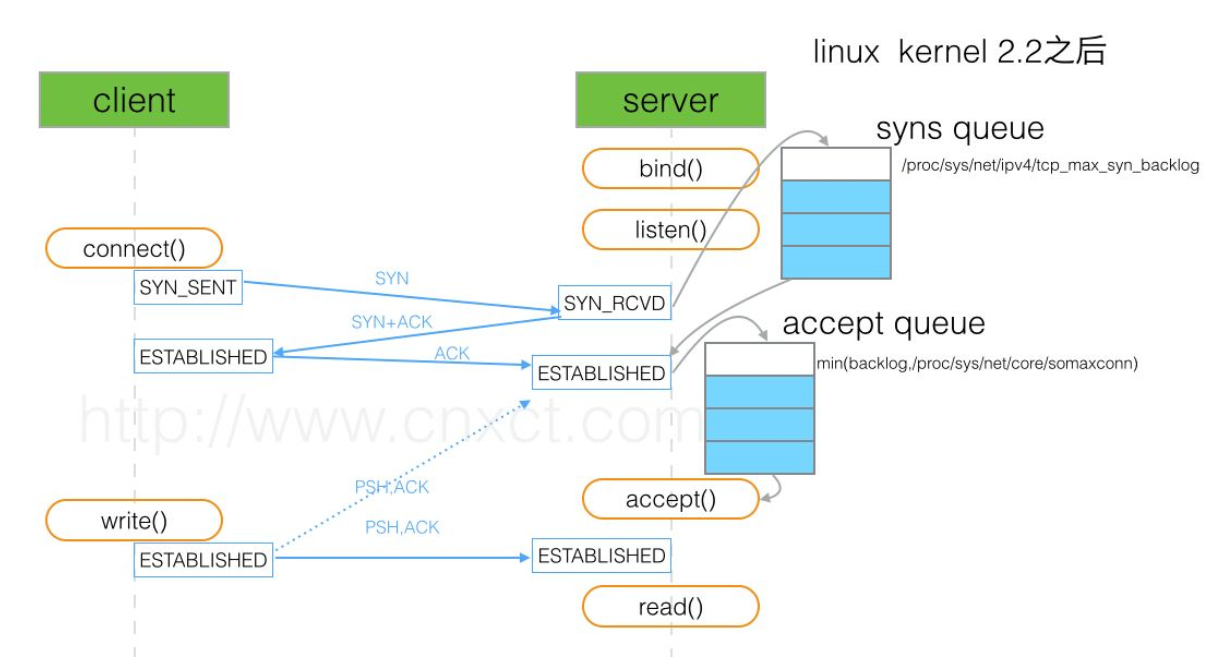 linux kernel 2.2之后
client
server
syns queue
/proc/sys/net/ipv4/tcp_max_syn_backlog
bind()
listen()
connect()
SYN_SENT
SYN
SYN_RCVD
SYN+ACK
accept queue
ESTABLISHED
ACK
ESTABLISHED
min(backlog,/proc/sys/net/core/somaxconn)
http://www.cnxct.com
PSH,ACK
accept()
write()
PSH,ACK
ESTABLISHED
ESTABLISHED
read()